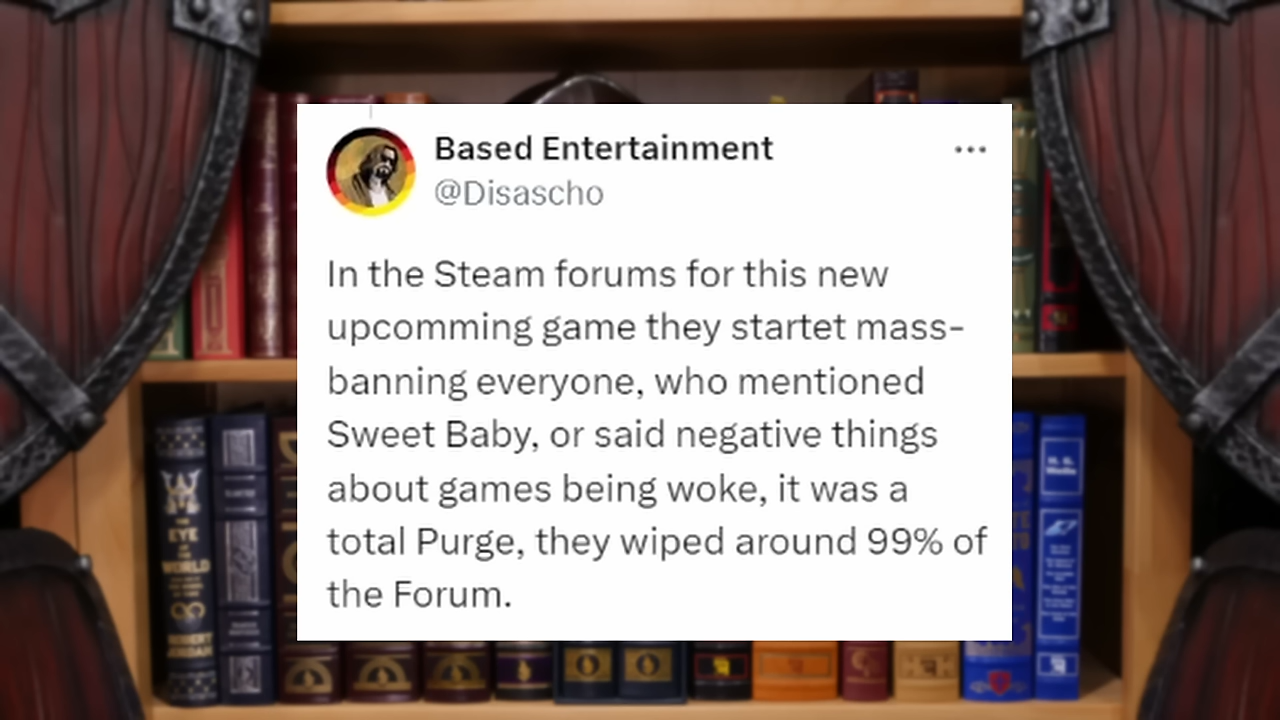 Based Entertainment
@Disascho
In the Steam forums for this new
upcomming game they startet mass-
banning everyone, who mentioned
Sweet Baby, or said negative things
about games being woke, it was a
total Purge, they wiped around 99% of
the Forum.
THE
EYE
OF THE
WORLD
ROBERT
JORDAN
H. G.
Wells